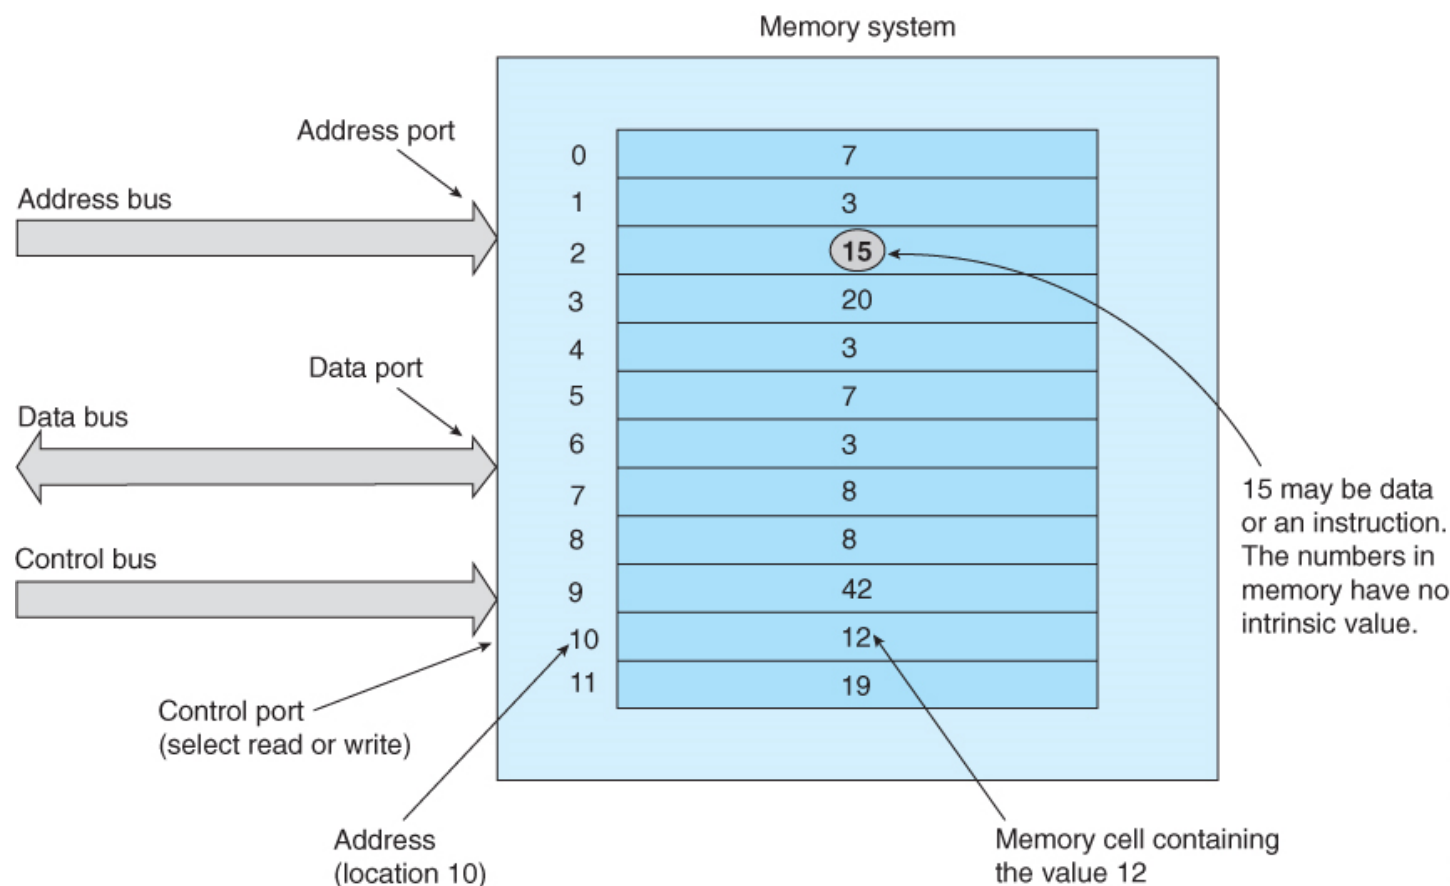 Memory system
Address port
Address bus
Data port
Data bus
Control bus
Control port
(select read or write)
Address
(location 10)
0 7
1 3
2 15
3 20
4 3
5 7
6 3
7 8
8 8
9 42
10 12
11 19
15 may be data
or an instruction.
The numbers in
memory have no
intrinsic value.
Memory cell containing
the value 12